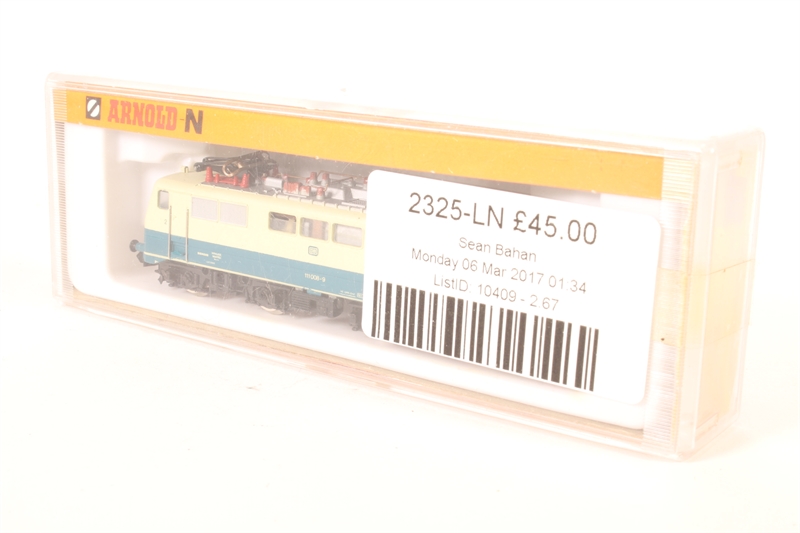 ARNOLD-N
2325-LN £45.00
Sean Bahan
Monday 06 Mar 2017 01:34
ListID: 10409 - 2.67